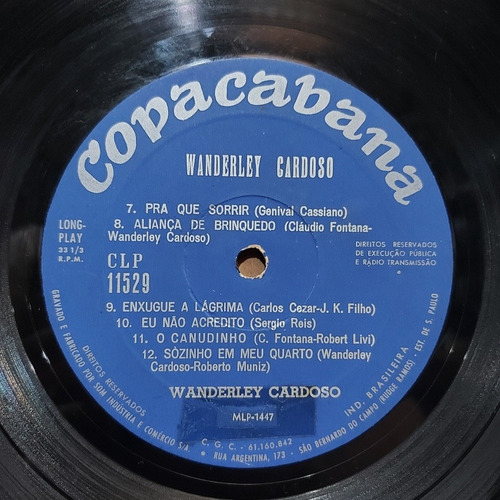 Copacabana
WANDERLEY CARDOSO
7. PRA QUE SORRIR (Genival Cassiano)
8. ALIANÇA DE BRINQUEDO (Cláudio Fontana-
Wanderley Cardoso)
LONG-
PLAY
33 1/3
R.P.M.
CLP
11529
DIREITOS RESERVADOS
DE EXECUÇÃO PÚBLICA
E RÁDIO TRANSMISSÃO
9. ENXUGUE A LÁGRIMA (Carlos Cezar-J. K. Filho)
10. EU NÃO ACREDITO (Sergio Reis)
11. O CANUDINHO (C. Fontana-Robert Livi)
12. SÓZINHO EM MEU QUARTO (Wanderley
Cardoso-Roberto Muniz)
WANDERLEY CARDOSO
MLP-1447
DIREITOS RESERVADOS
GRAVADO E FABRICADO POR SOM INDÚSTRIA E COMÉRCIO S/A.
C. G. C. - 61.160.842
RUA ARGENTINA, 173 - SÃO BERNARDO DO CAMPO (RUDGE RAMOS) - EST. DE S. PAULO
IND. BRASILEIRA